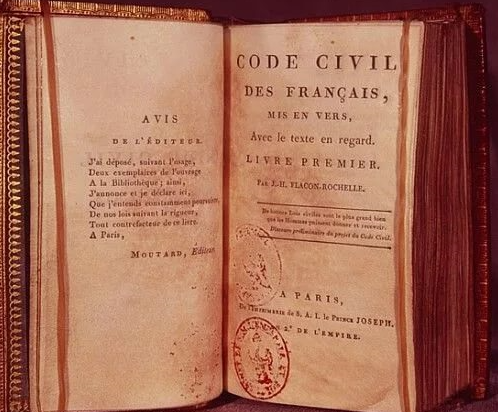 AVIS
DE L'ÉDITEUR.
J'ai déposé, suivant l'usage,
Deux exemplaires de l'ouvrage
A la Bibliothèque; ainsi,
J'annonce et je déclare ici,
Que j'entends constamment poursuivre,
De nos lois suivant la rigueur,
Tout contrefacteur de ce livre.
A Paris,
MOUTARD, Editeur.
CODE CIVIL
DES FRANÇAIS,
MIS EN VERS,
Avec le texte en regard.
LIVRE PREMIER.
PAR J.-H. FLACON-ROCHELLE.
De bonnes Lois civiles sont le plus grand bien
que les Hommes puissent donner et recevoir.
Discours préliminaire du projet du Code Civil.
A PARIS,
De l'Imprimerie de S. A. I. le Prince JOSEPH.
2.e DE L'EMPIRE.